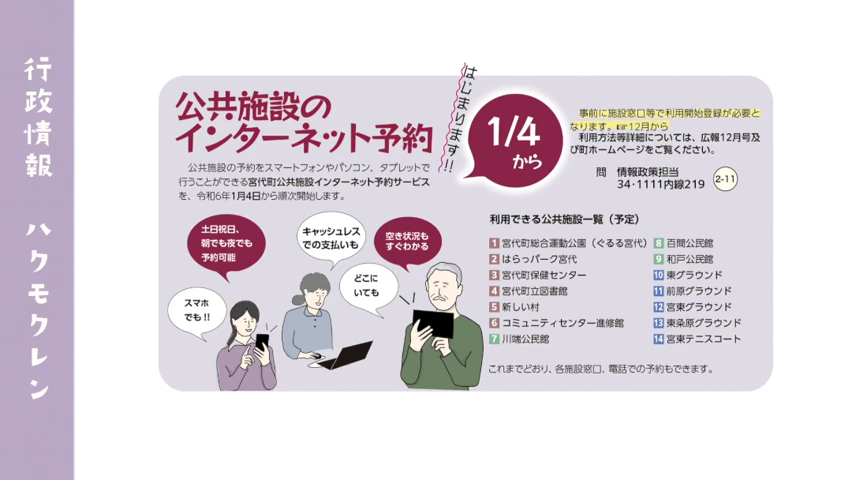 行政情報 ハクモクレン
公共施設の
インターネット予約
はじまります!!
1/4
から
公共施設の予約をスマートフォンやパソコン、タブレットで
行うことができる宮代町公共施設インターネット予約サービス
を、令和6年1月4日から順次開始します。
事前に施設窓口等で利用開始登録が必要と
なります。☞12月から
利用方法等詳細については、広報12月号及
び町ホームページをご覧ください。
問 情報政策担当
34・1111内線219
2-11
土日祝日、
朝でも夜でも
予約可能
キャッシュレス
での支払いも
空き状況も
すぐわかる
どこに
いても
スマホ
でも!!
利用できる公共施設一覧(予定)
1 宮代町総合運動公園(ぐるる宮代)
2 はらっパーク宮代
3 宮代町保健センター
4 宮代町立図書館
5 新しい村
6 コミュニティセンター進修館
7 川端公民館
8 百間公民館
9 和戸公民館
10 東グラウンド
11 前原グラウンド
12 宮東グラウンド
13 東粂原グラウンド
14 宮東テニスコート
これまでどおり、各施設窓口、電話での予約もできます。